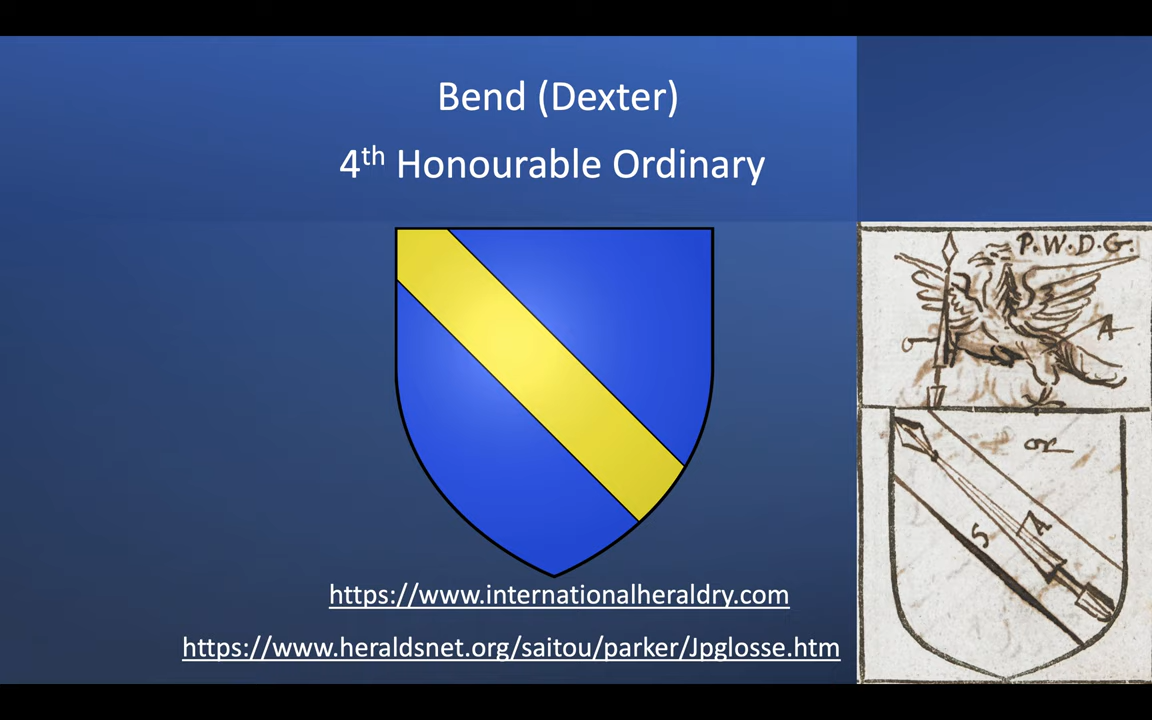 Bend (Dexter)
4th Honourable Ordinary
P.W.D.G.
A
or
S
A
https://www.internationalheraldry.com
https://www.heraldsnet.org/saitou/parker/Jpglosse.htm